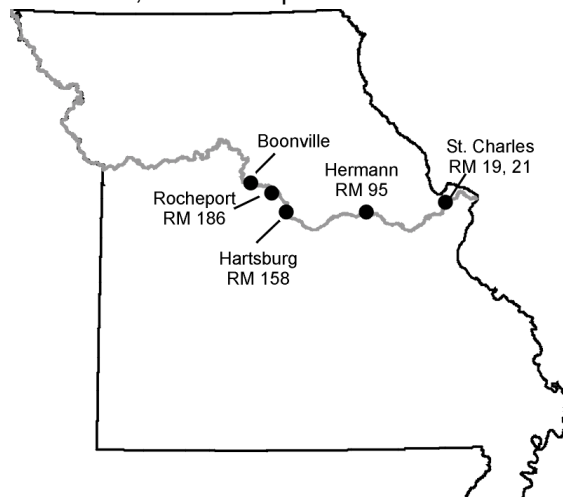 Boonville
St. Charles
RM 19, 21
Hermann
RM 95
Rocheport
RM 186
Hartsburg
RM 158